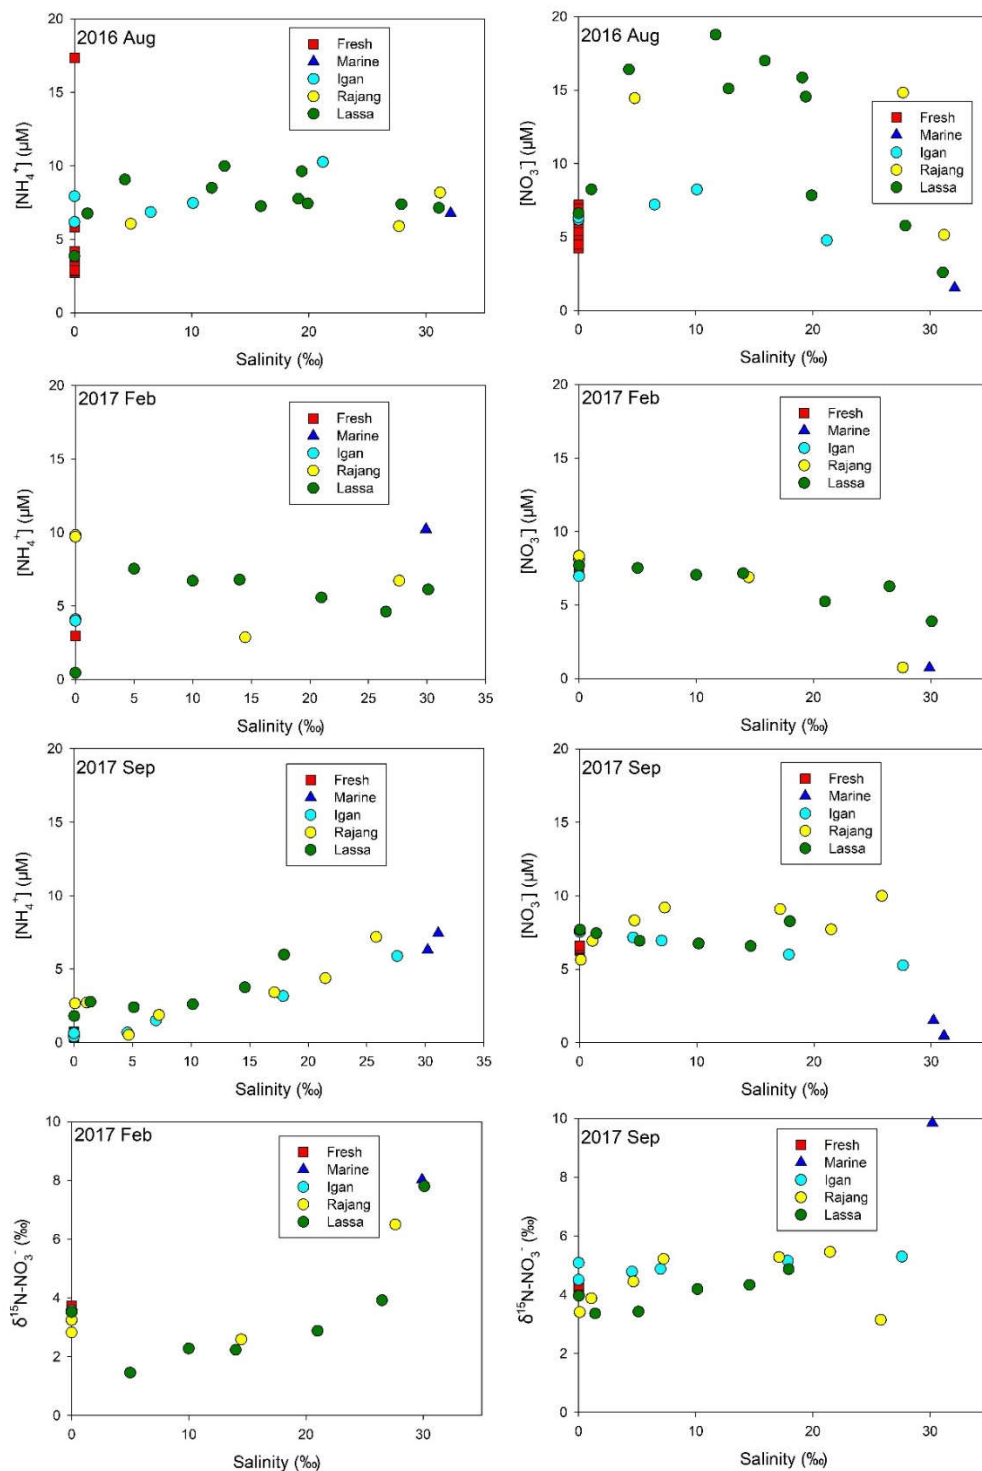 2016 Aug
20
15
10
5
0
[NH₄⁺] (µM)
Fresh
Marine
Igan
Rajang
Lassa
0 10 20 30
Salinity (‰)
2016 Aug
20
15
10
5
0
[NO₃⁻] (µM)
Fresh
Marine
Igan
Rajang
Lassa
0 10 20 30
Salinity (‰)
2017 Feb
20
15
10
5
0
[NH₄⁺] (µM)
Fresh
Marine
Igan
Rajang
Lassa
0 5 10 15 20 25 30 35
Salinity (‰)
2017 Feb
20
15
10
5
0
[NO₃⁻] (µM)
Fresh
Marine
Igan
Rajang
Lassa
0 10 20 30
Salinity (‰)
2017 Sep
20
15
10
5
0
[NH₄⁺] (µM)
Fresh
Marine
Igan
Rajang
Lassa
0 5 10 15 20 25 30 35
Salinity (‰)
2017 Sep
20
15
10
5
0
[NO₃⁻] (µM)
Fresh
Marine
Igan
Rajang
Lassa
0 10 20 30
Salinity (‰)
2017 Feb
10
8
6
4
2
0
δ¹⁵N-NO₃⁻ (‰)
Fresh
Marine
Igan
Rajang
Lassa
0 10 20 30
Salinity (‰)
2017 Sep
10
8
6
4
2
0
δ¹⁵N-NO₃⁻ (‰)
Fresh
Marine
Igan
Rajang
Lassa
0 10 20 30
Salinity (‰)